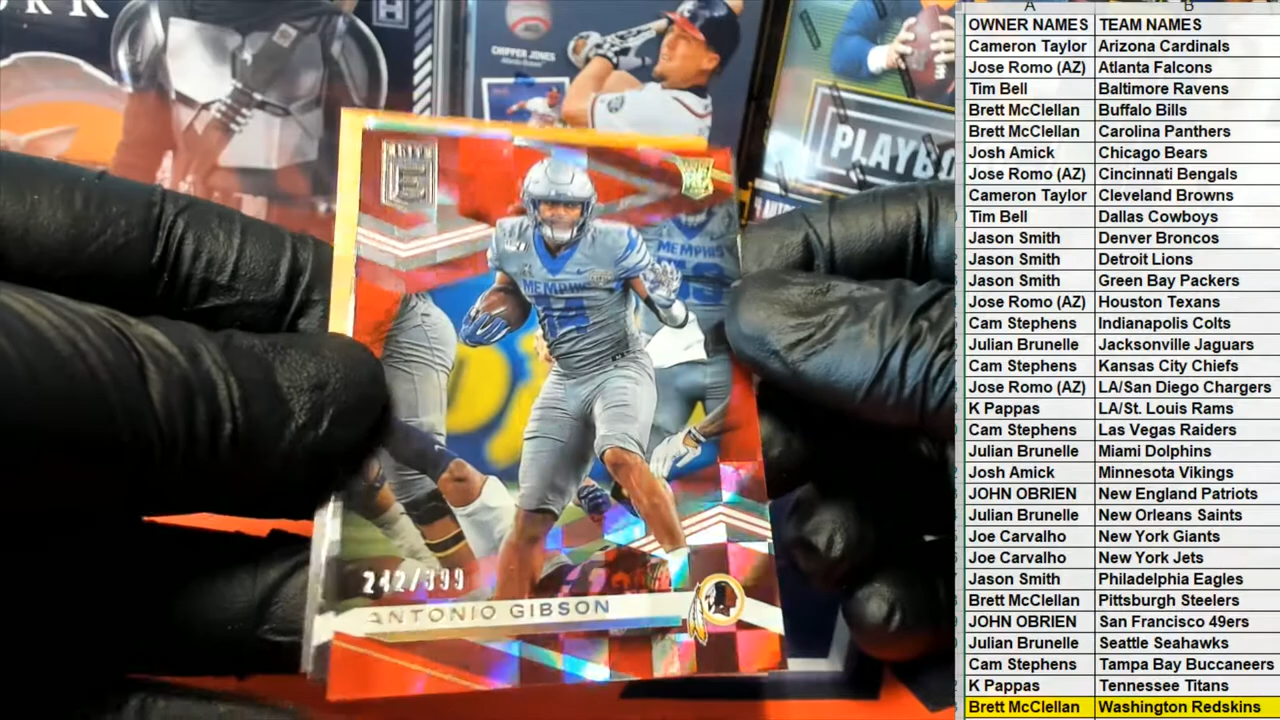 ORK
CHIPPER JONES
PLAYBO
ELITE
RC
MEMPHIS
MEMPHIS
14
242/399
ANTONIO GIBSON
A B
OWNER NAMES TEAM NAMES
Cameron Taylor Arizona Cardinals
Jose Romo (AZ) Atlanta Falcons
Tim Bell Baltimore Ravens
Brett McClellan Buffalo Bills
Brett McClellan Carolina Panthers
Josh Amick Chicago Bears
Jose Romo (AZ) Cincinnati Bengals
Cameron Taylor Cleveland Browns
Tim Bell Dallas Cowboys
Jason Smith Denver Broncos
Jason Smith Detroit Lions
Jason Smith Green Bay Packers
Jose Romo (AZ) Houston Texans
Cam Stephens Indianapolis Colts
Julian Brunelle Jacksonville Jaguars
Cam Stephens Kansas City Chiefs
Jose Romo (AZ) LA/San Diego Chargers
K Pappas LA/St. Louis Rams
Cam Stephens Las Vegas Raiders
Julian Brunelle Miami Dolphins
Josh Amick Minnesota Vikings
JOHN OBRIEN New England Patriots
Julian Brunelle New Orleans Saints
Joe Carvalho New York Giants
Joe Carvalho New York Jets
Jason Smith Philadelphia Eagles
Brett McClellan Pittsburgh Steelers
JOHN OBRIEN San Francisco 49ers
Julian Brunelle Seattle Seahawks
Cam Stephens Tampa Bay Buccaneers
K Pappas Tennessee Titans
Brett McClellan Washington Redskins